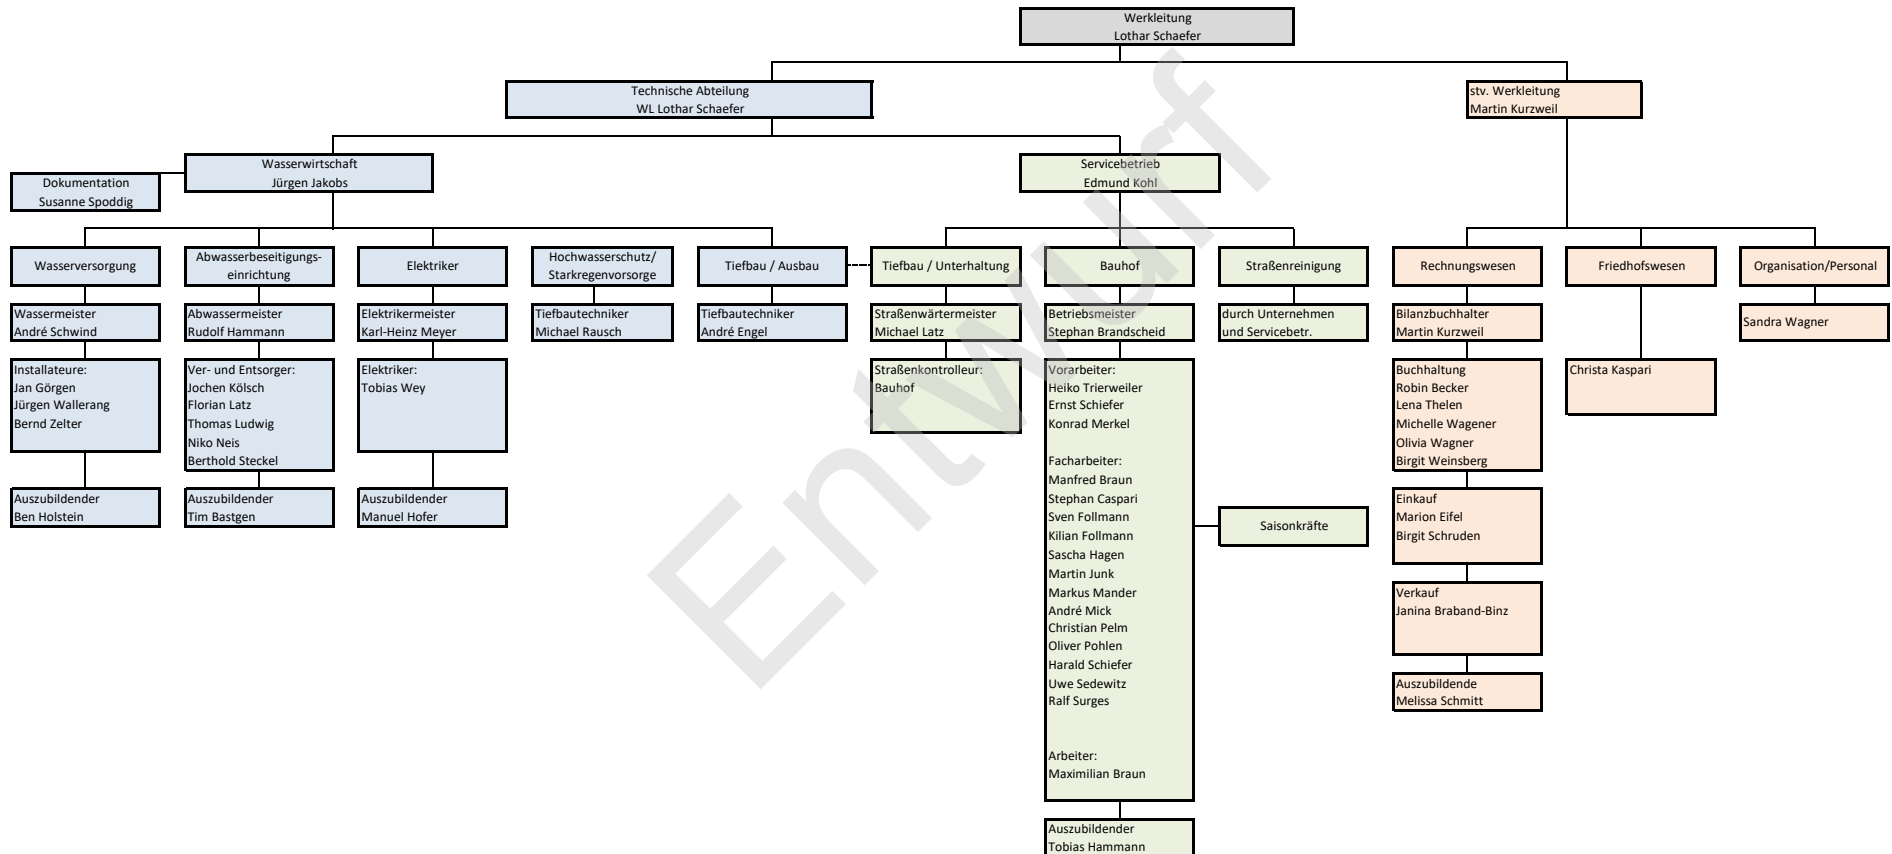 Werkleitung
Lothar Schaefer
Technische Abteilung
WL Lothar Schaefer
stv. Werkleitung
Martin Kurzweil
Wasserwirtschaft
Jürgen Jakobs
Servicebetrieb
Edmund Kohl
Dokumentation
Susanne Spoddig
Wasserversorgung
Abwasserbeseitigungs-
einrichtung
Elektriker
Hochwasserschutz/
Starkregenvorsorge
Tiefbau / Ausbau
Tiefbau / Unterhaltung
Bauhof
Straßenreinigung
Rechnungswesen
Friedhofswesen
Organisation/Personal
Wassermeister
André Schwind
Abwassermeister
Rudolf Hammann
Elektrikermeister
Karl-Heinz Meyer
Tiefbautechniker
Michael Rausch
Tiefbautechniker
André Engel
Straßenwärtermeister
Michael Latz
Betriebsmeister
Stephan Brandscheid
durch Unternehmen
und Servicebetr.
Bilanzbuchhalter
Martin Kurzweil
Sandra Wagner
Installateure:
Jan Görgen
Jürgen Wallerang
Bernd Zelter
Ver- und Entsorger:
Jochen Kölsch
Florian Latz
Thomas Ludwig
Niko Neis
Berthold Steckel
Elektriker:
Tobias Wey
Straßenkontrolleur:
Bauhof
Vorarbeiter:
Heiko Trierweiler
Ernst Schiefer
Konrad Merkel
Facharbeiter:
Manfred Braun
Stephan Caspari
Sven Follmann
Kilian Follmann
Sascha Hagen
Martin Junk
Markus Mander
André Mick
Christian Pelm
Oliver Pohlen
Harald Schiefer
Uwe Sedewitz
Ralf Surges
Arbeiter:
Maximilian Braun
Buchhaltung
Robin Becker
Lena Thelen
Michelle Wagener
Olivia Wagner
Birgit Weinsberg
Christa Kaspari
Auszubildender
Ben Holstein
Auszubildender
Tim Bastgen
Auszubildender
Manuel Hofer
Saisonkräfte
Einkauf
Marion Eifel
Birgit Schruden
Verkauf
Janina Braband-Binz
Auszubildende
Melissa Schmitt
Auszubildender
Tobias Hammann
Entwurf